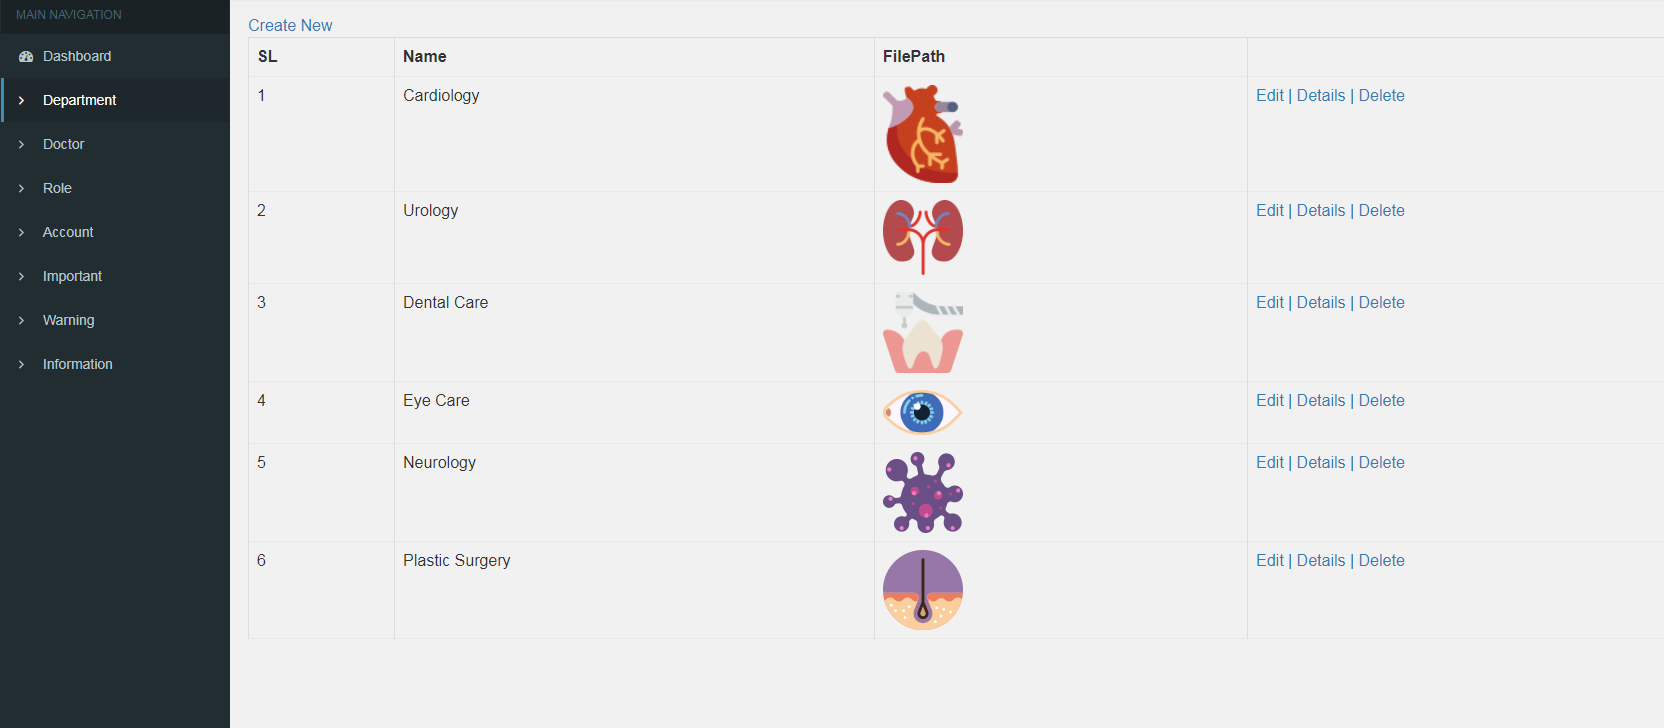 MAIN NAVIGATION
Dashboard
Department
Doctor
Role
Account
Important
Warning
Information
Create New
SL Name FilePath
1 Cardiology Edit | Details | Delete
2 Urology Edit | Details | Delete
3 Dental Care Edit | Details | Delete
4 Eye Care Edit | Details | Delete
5 Neurology Edit | Details | Delete
6 Plastic Surgery Edit | Details | Delete